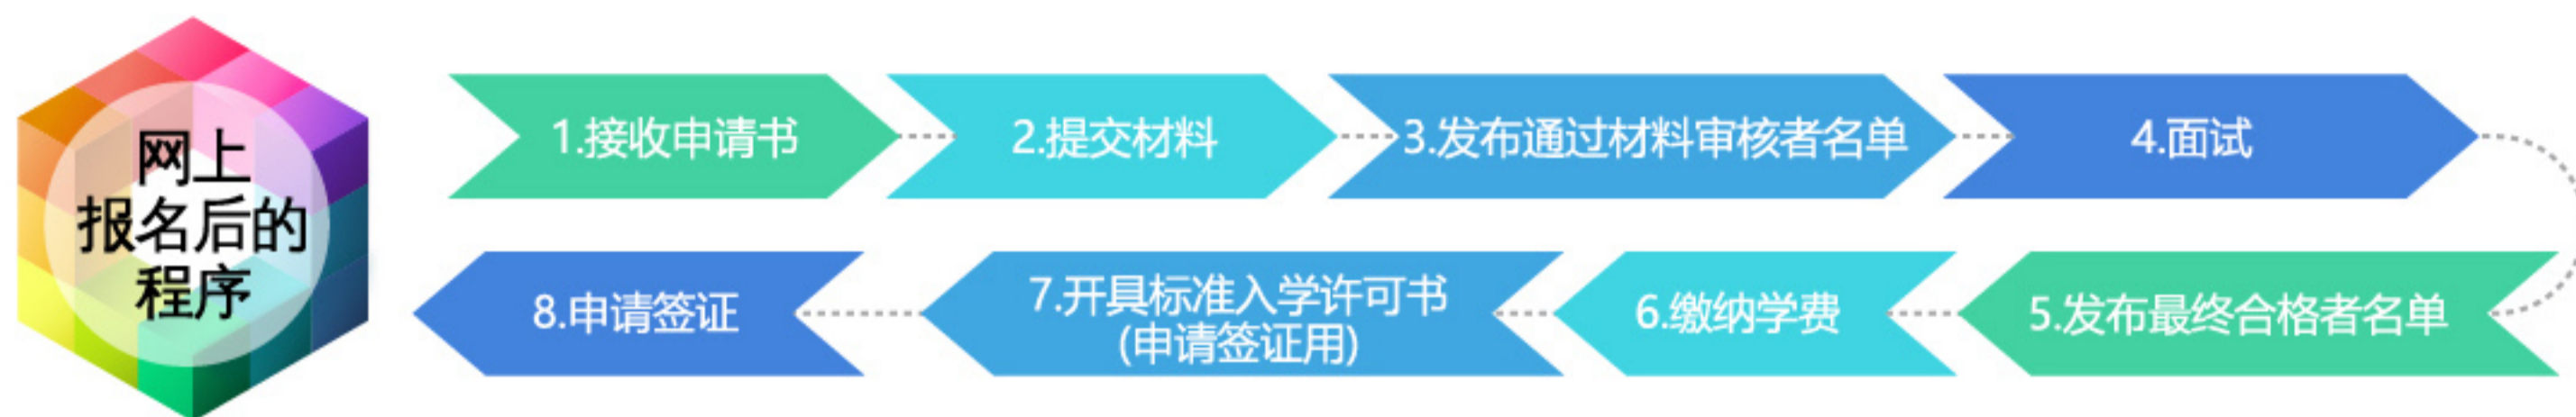 网上
报名后的
程序
1.接收申请书
2.提交材料
3.发布通过材料审核者名单
4.面试
5.发布最终合格者名单
6.缴纳学费
7.开具标准入学许可书
(申请签证用)
8.申请签证